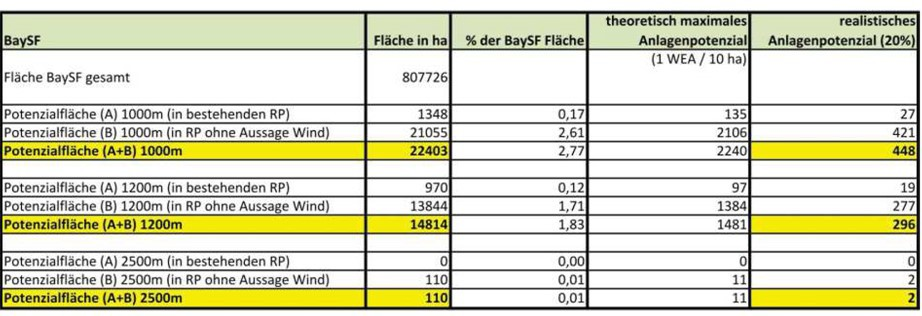 theoretisch maximales realistisches
BaySF Fläche in ha % der BaySF Fläche Anlagenpotenzial Anlagenpotenzial (20%)
(1 WEA / 10 ha)
Fläche BaySF gesamt 807726
Potenzialfläche (A) 1000m (in bestehenden RP) 1348 0,17 135 27
Potenzialfläche (B) 1000m (in RP ohne Aussage Wind) 21055 2,61 2106 421
Potenzialfläche (A+B) 1000m 22403 2,77 2240 448
Potenzialfläche (A) 1200m (in bestehenden RP) 970 0,12 97 19
Potenzialfläche (B) 1200m (in RP ohne Aussage Wind) 13844 1,71 1384 277
Potenzialfläche (A+B) 1200m 14814 1,83 1481 296
Potenzialfläche (A) 2500m (in bestehenden RP) 0 0,00 0 0
Potenzialfläche (B) 2500m (in RP ohne Aussage Wind) 110 0,01 11 2
Potenzialfläche (A+B) 2500m 110 0,01 11 2